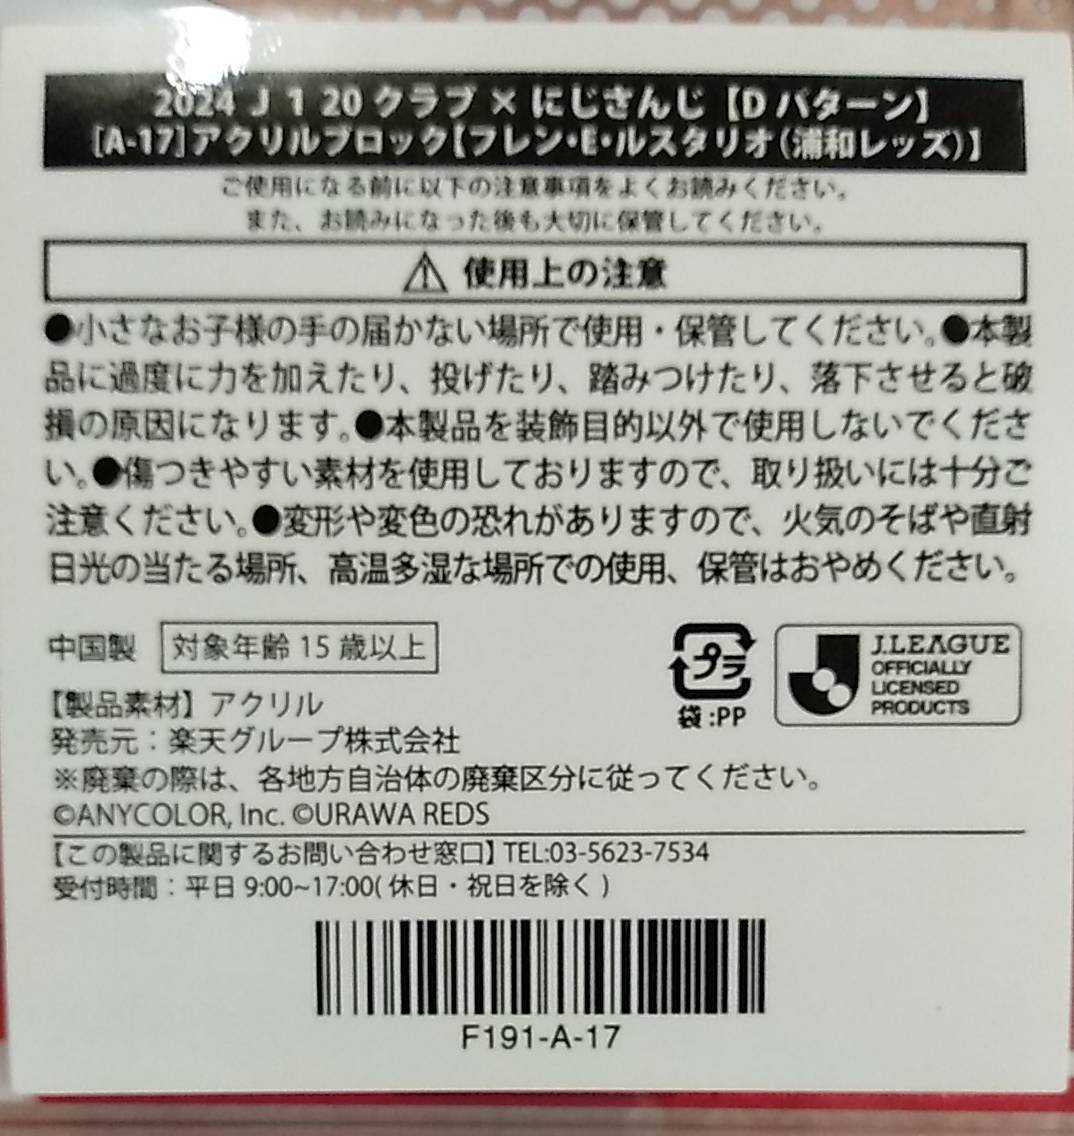 2024 J 1 20 クラブ × にじさんじ【D パターン】
[A-17]アクリルブロック【フレン・E・ルスタリオ（浦和レッズ）】
ご使用になる前に以下の注意事項をよくお読みください。
また、お読みになった後も大切に保管してください。
⚠ 使用上の注意
●小さなお子様の手の届かない場所で使用・保管してください。●本製
品に過度に力を加えたり、投げたり、踏みつけたり、落下させると破
損の原因になります。●本製品を装飾目的以外で使用しないでくださ
い。●傷つきやすい素材を使用しておりますので、取り扱いには十分ご
注意ください。●変形や変色の恐れがありますので、火気のそばや直射
日光の当たる場所、高温多湿な場所での使用、保管はおやめください。
中国製 対象年齢 15 歳以上
プラ
袋:PP
J.LEAGUE
OFFICIALLY
LICENSED
PRODUCTS
【製品素材】アクリル
発売元：楽天グループ株式会社
※廃棄の際は、各地方自治体の廃棄区分に従ってください。
©ANYCOLOR, Inc. ©URAWA REDS
【この製品に関するお問い合わせ窓口】TEL:03-5623-7534
受付時間：平日 9:00~17:00( 休日・祝日を除く )
F191-A-17